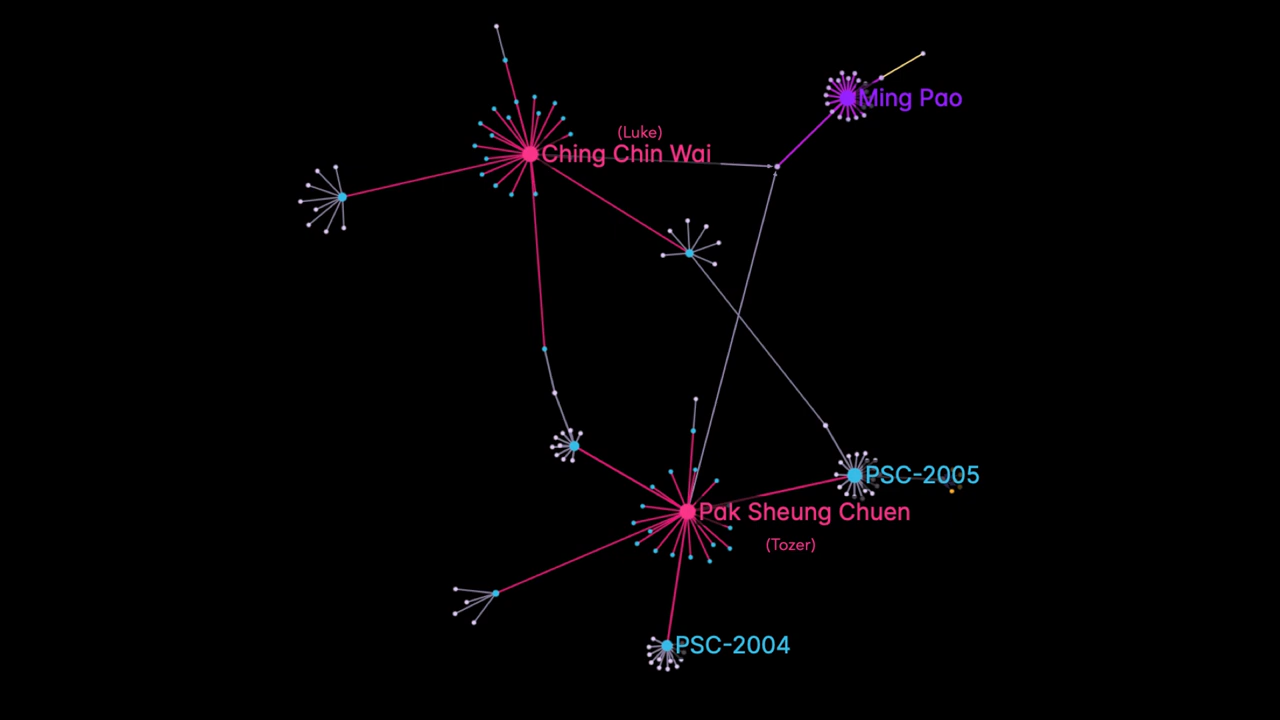 Ming Pao
(Luke)
Ching Chin Wai
PSC-2005
Pak Sheung Chuen
(Tozer)
PSC-2004